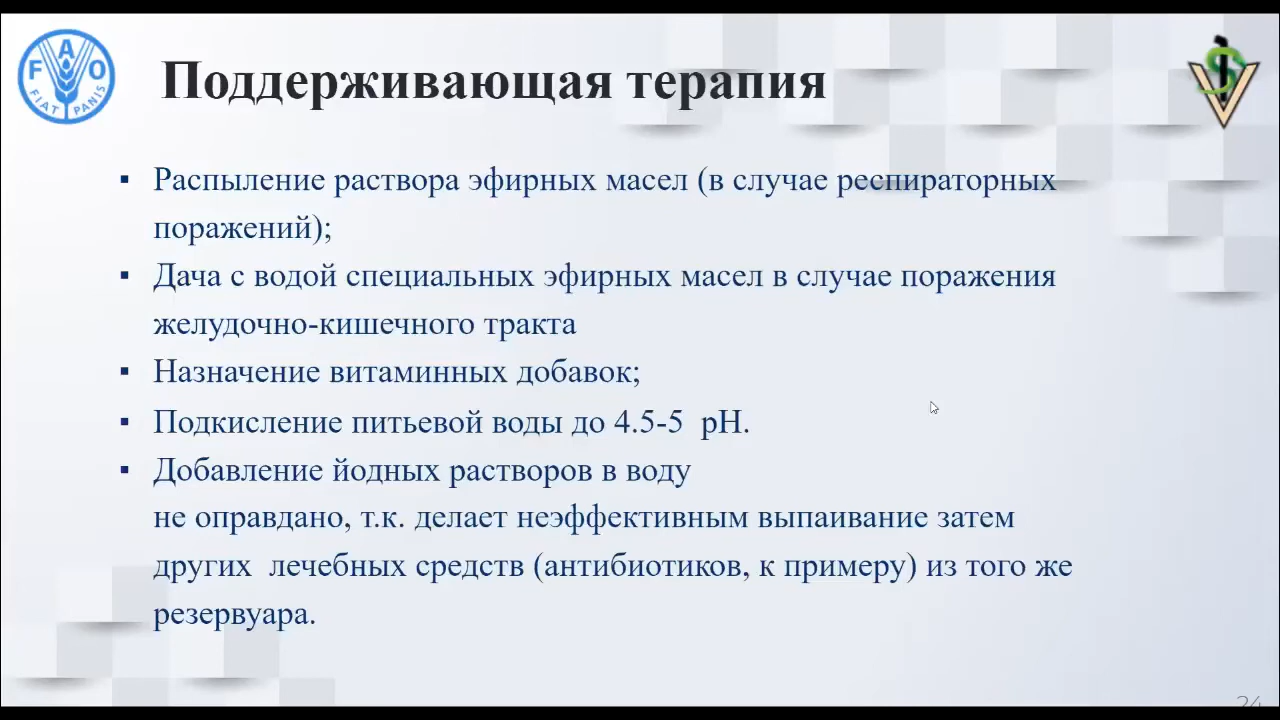 FAO
FIAT PANIS
Поддерживающая терапия
▪ Распыление раствора эфирных масел (в случае респираторных
поражений);
▪ Дача с водой специальных эфирных масел в случае поражения
желудочно-кишечного тракта
▪ Назначение витаминных добавок;
▪ Подкисление питьевой воды до 4.5-5 pH.
▪ Добавление йодных растворов в воду
не оправдано, т.к. делает неэффективным выпаивание затем
других лечебных средств (антибиотиков, к примеру) из того же
резервуара.
24